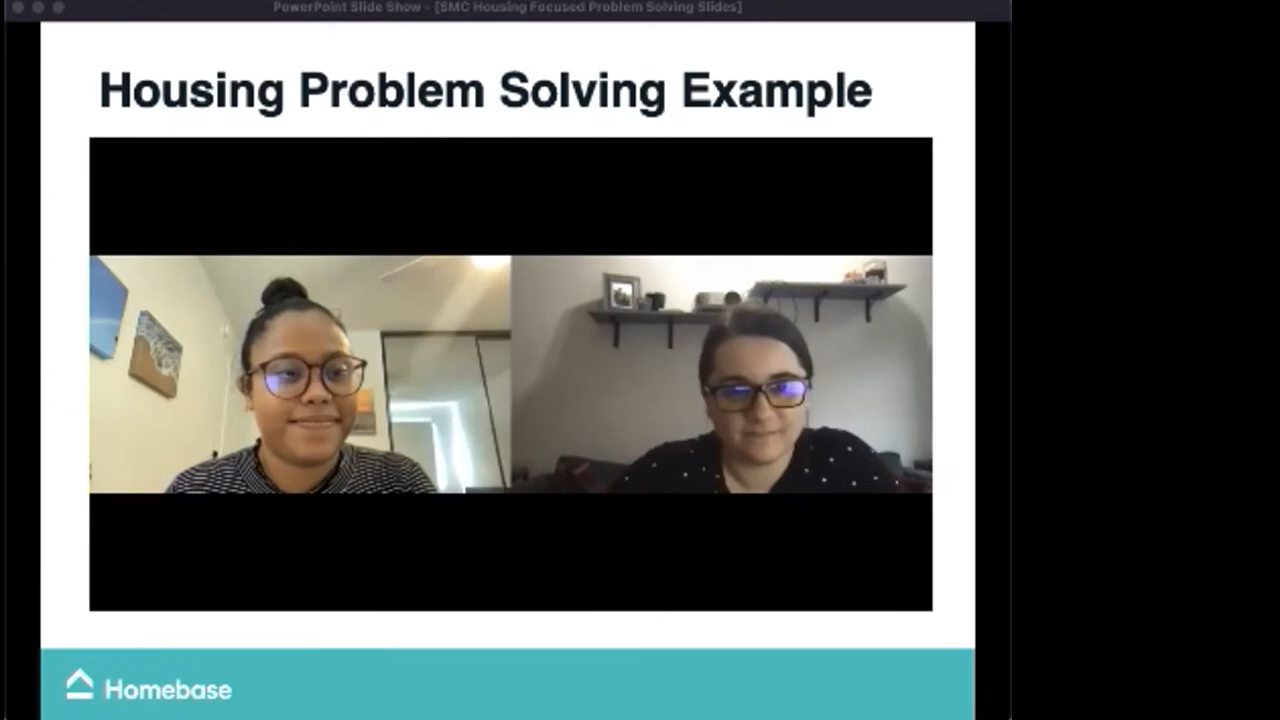 PowerPoint Slide Show - [SMC Housing Focused Problem Solving Slides]
Housing Problem Solving Example
Homebase